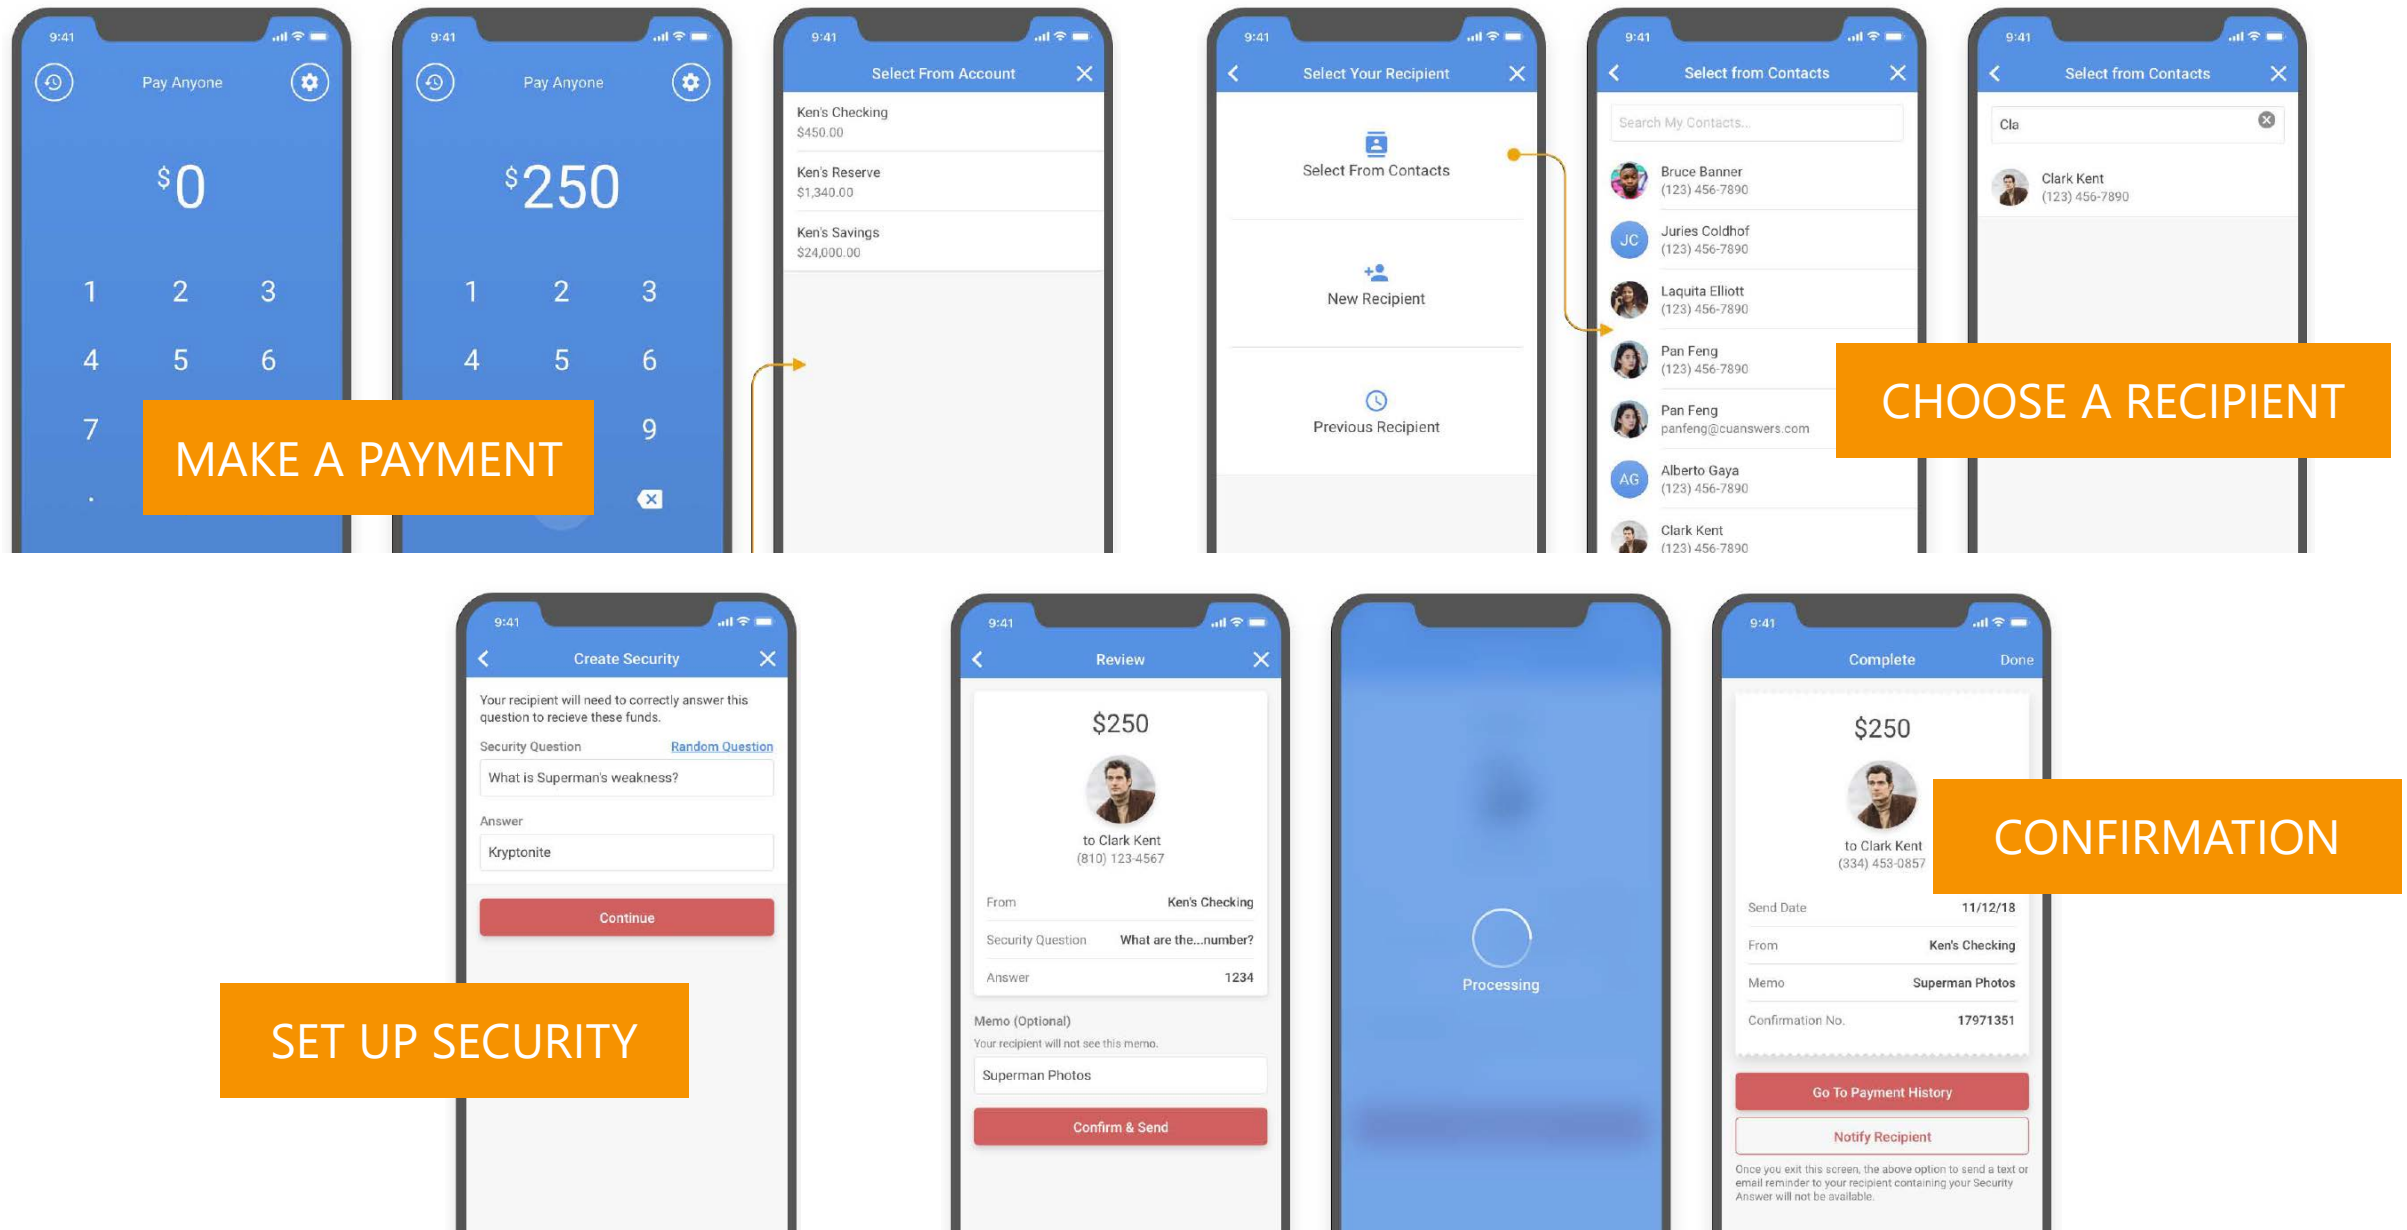 9:41
Pay Anyone
$0
1 2 3
4 5 6
7
.
9:41
Pay Anyone
$250
1 2 3
4 5 6
9
MAKE A PAYMENT
9:41
Select From Account
Ken's Checking
$450.00
Ken's Reserve
$1,340.00
Ken's Savings
$24,000.00
9:41
Select Your Recipient
Select From Contacts
New Recipient
Previous Recipient
9:41
Select from Contacts
Search My Contacts...
Bruce Banner
(123) 456-7890
JC
Juries Coldhof
(123) 456-7890
Laquita Elliott
(123) 456-7890
Pan Feng
(123) 456-7890
Pan Feng
panfeng@cuanswers.com
AG
Alberto Gaya
(123) 456-7890
Clark Kent
(123) 456-7890
9:41
Select from Contacts
Cla
Clark Kent
(123) 456-7890
CHOOSE A RECIPIENT
9:41
Create Security
Your recipient will need to correctly answer this
question to recieve these funds.
Security Question Random Question
What is Superman's weakness?
Answer
Kryptonite
Continue
SET UP SECURITY
9:41
Review
$250
to Clark Kent
(810) 123-4567
From Ken's Checking
Security Question What are the...number?
Answer 1234
Memo (Optional)
Your recipient will not see this memo.
Superman Photos
Confirm & Send
Processing
9:41
Complete Done
$250
to Clark Kent
(334) 453-0857
CONFIRMATION
Send Date 11/12/18
From Ken's Checking
Memo Superman Photos
Confirmation No. 17971351
Go To Payment History
Notify Recipient
Once you exit this screen, the above option to send a text or
email reminder to your recipient containing your Security
Answer will not be available.